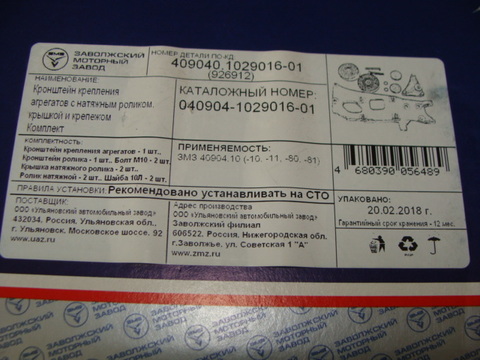 ЗАВОЛЖСКИЙ
МОТОРНЫЙ
ЗАВОД
НОМЕР ДЕТАЛИ ПО КД:
409040.1029016-01
(926912)
НАИМЕНОВАНИЕ:
Кронштейн крепления
агрегатов с натяжным роликом,
крышкой и крепежом
Комплект
КАТАЛОЖНЫЙ НОМЕР:
040904-1029016-01
КОМПЛЕКТНОСТЬ:
Кронштейн крепления агрегатов - 1 шт.,
Кронштейн ролика - 1 шт., Болт М10 - 2 шт.
Крышка натяжного ролика - 2 шт.,
Ролик натяжной - 2 шт., Шайба 10Л - 2 шт.
ПРИМЕНЯЕМОСТЬ:
ЗМЗ 40904.10 (-10, -11, -60, -81)
4 680390 056489
ПРАВИЛА УСТАНОВКИ: Рекомендовано устанавливать на СТО
ПОСТАВЩИК:
ООО «Ульяновский автомобильный завод»
432034, Россия, Ульяновская обл.,
г. Ульяновск, Московское шоссе, 92
www.uaz.ru
Адрес производства
ООО «Ульяновский автомобильный завод»
Заволжский филиал
606522, Россия, Нижегородская обл.
г.Заволжье, ул. Советская 1 "А"
www.zmz.ru
УПАКОВАНО:
20.02.2018 г.
Гарантийный срок хранения - 12 мес.
ЗАВОЛЖСКИЙ
МОТОРНЫЙ
ЗАВОД
ЗАВОЛЖСКИЙ
МОТОРНЫЙ
ЗАВОД